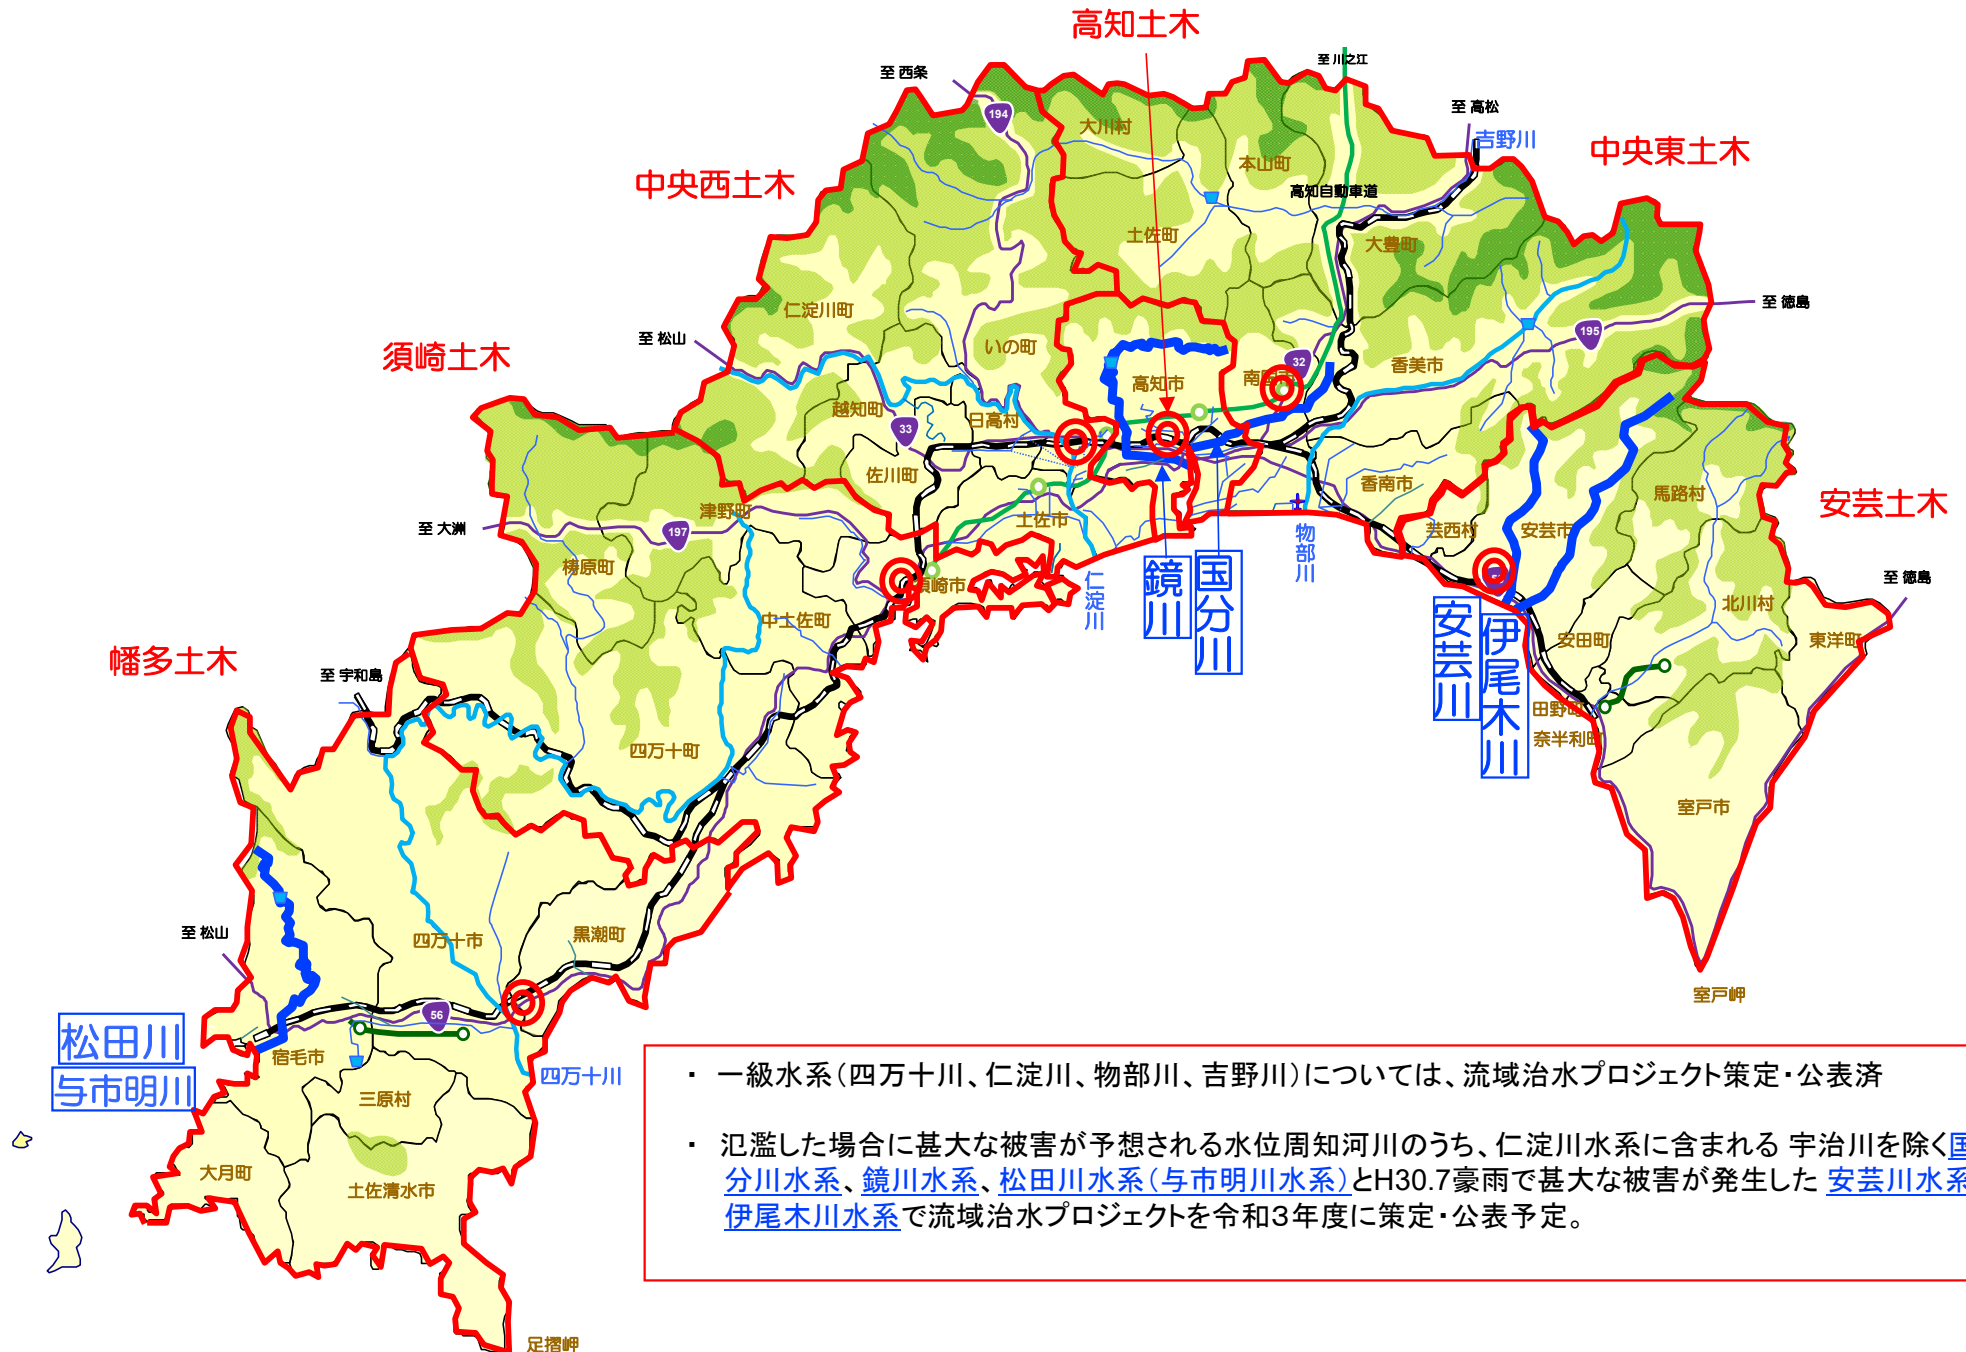 高知土木
至 川之江
至 西条
194
至 高松
大川村
吉野川
本山町
中央東土木
中央西土木
高知自動車道
土佐町
大豊町
仁淀川町
至 徳島
195
至 松山
いの町
須崎土木
32
香美市
高知市
南国市
越知町
日高村
33
佐川町
香南市
馬路村
安芸土木
津野町
土佐市
至 大洲
197
芸西村
安芸市
物部川
梼原町
須崎市
仁淀川
鏡川
国分川
至 徳島
安芸川
伊尾木川
北川村
中土佐町
安田町
東洋町
幡多土木
至 宇和島
田野町
奈半利町
四万十町
室戸市
至 松山
四万十市
黒潮町
室戸岬
56
松田川
宿毛市
与市明川
四万十川
三原村
大月町
土佐清水市
足摺岬
・ 一級水系(四万十川、仁淀川、物部川、吉野川)については、流域治水プロジェクト策定・公表済
・ 氾濫した場合に甚大な被害が予想される水位周知河川のうち、仁淀川水系に含まれる 宇治川を除く国
分川水系、鏡川水系、松田川水系(与市明川水系)とH30.7豪雨で甚大な被害が発生した 安芸川水系
伊尾木川水系で流域治水プロジェクトを令和3年度に策定・公表予定。